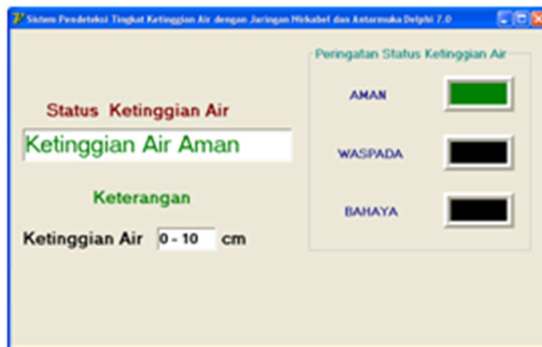 Sistem Pendeteksi Tingkat Ketinggian Air dengan Jaringan Nirkabel dan Antarmuka Delphi 7.0
Status Ketinggian Air
Ketinggian Air Aman
Keterangan
Ketinggian Air 0 - 10 cm
Peringatan Status Ketinggian Air
AMAN
WASPADA
BAHAYA